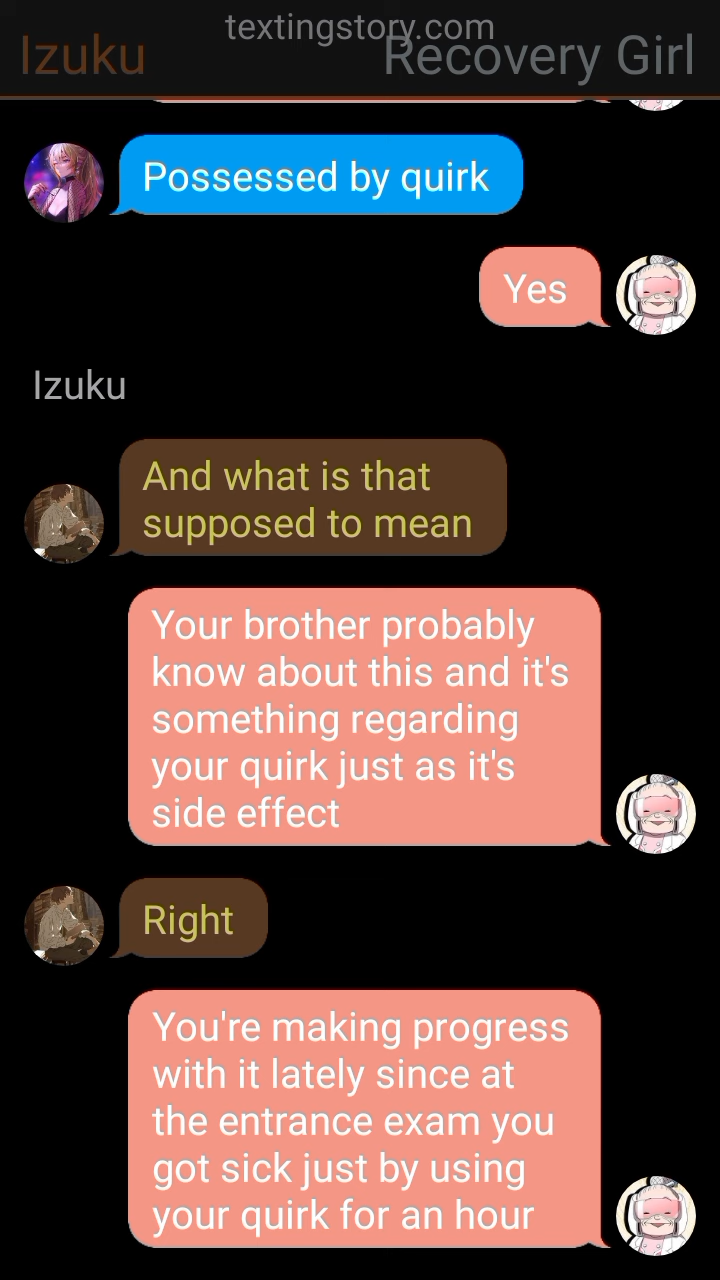 textingstory.com
Izuku
Recovery Girl
Possessed by quirk
Yes
Izuku
And what is that
supposed to mean
Your brother probably
know about this and it's
something regarding
your quirk just as it's
side effect
Right
You're making progress
with it lately since at
the entrance exam you
got sick just by using
your quirk for an hour